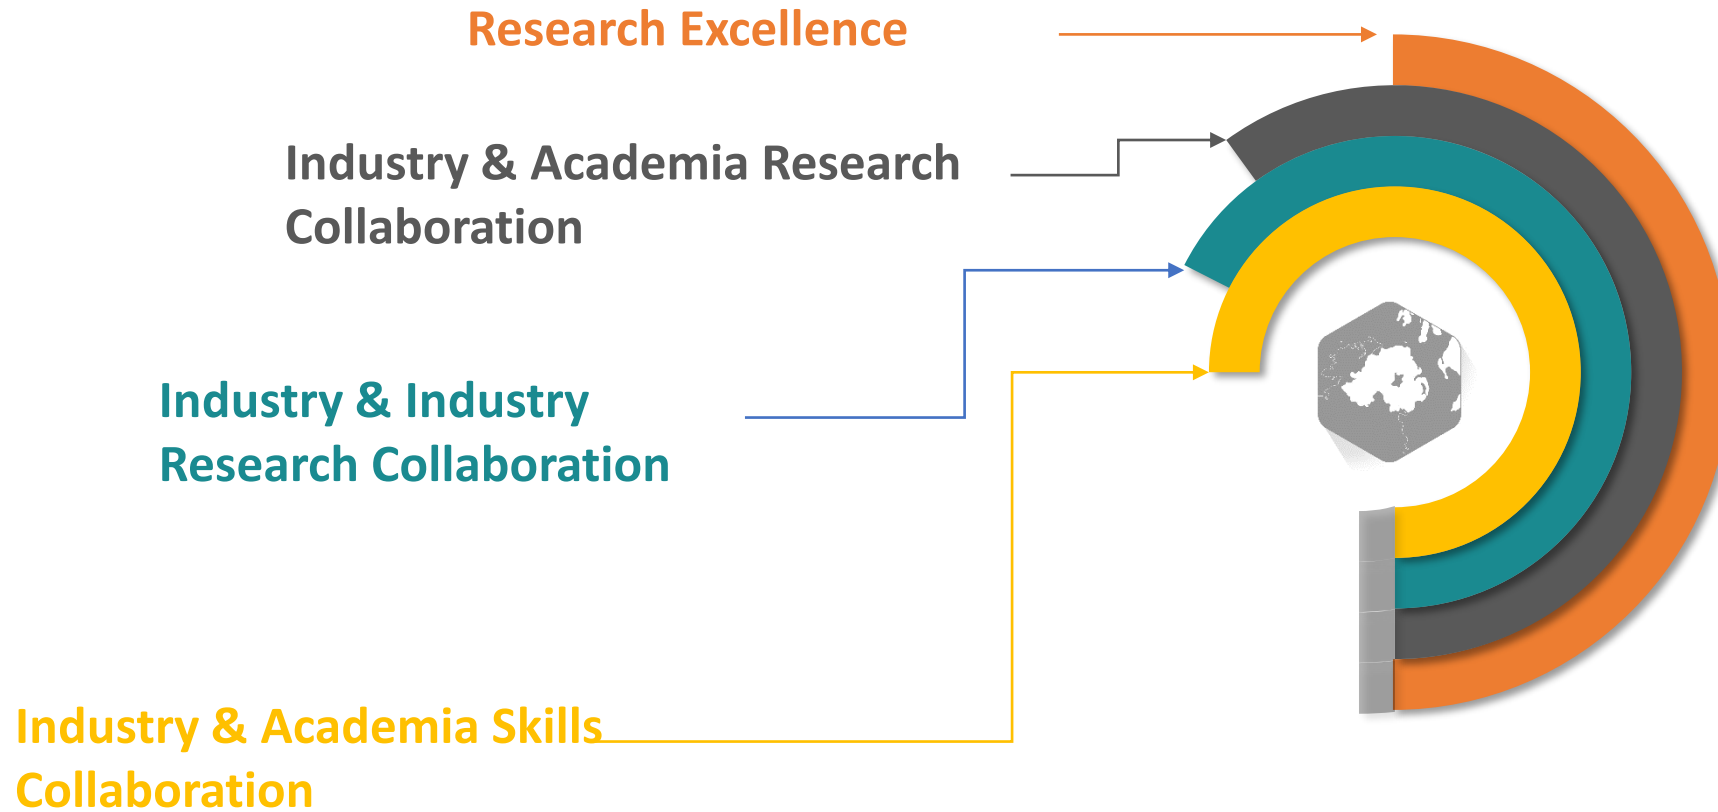 Research Excellence
Industry & Academia Research
Collaboration
Industry & Industry
Research Collaboration
Industry & Academia Skills
Collaboration